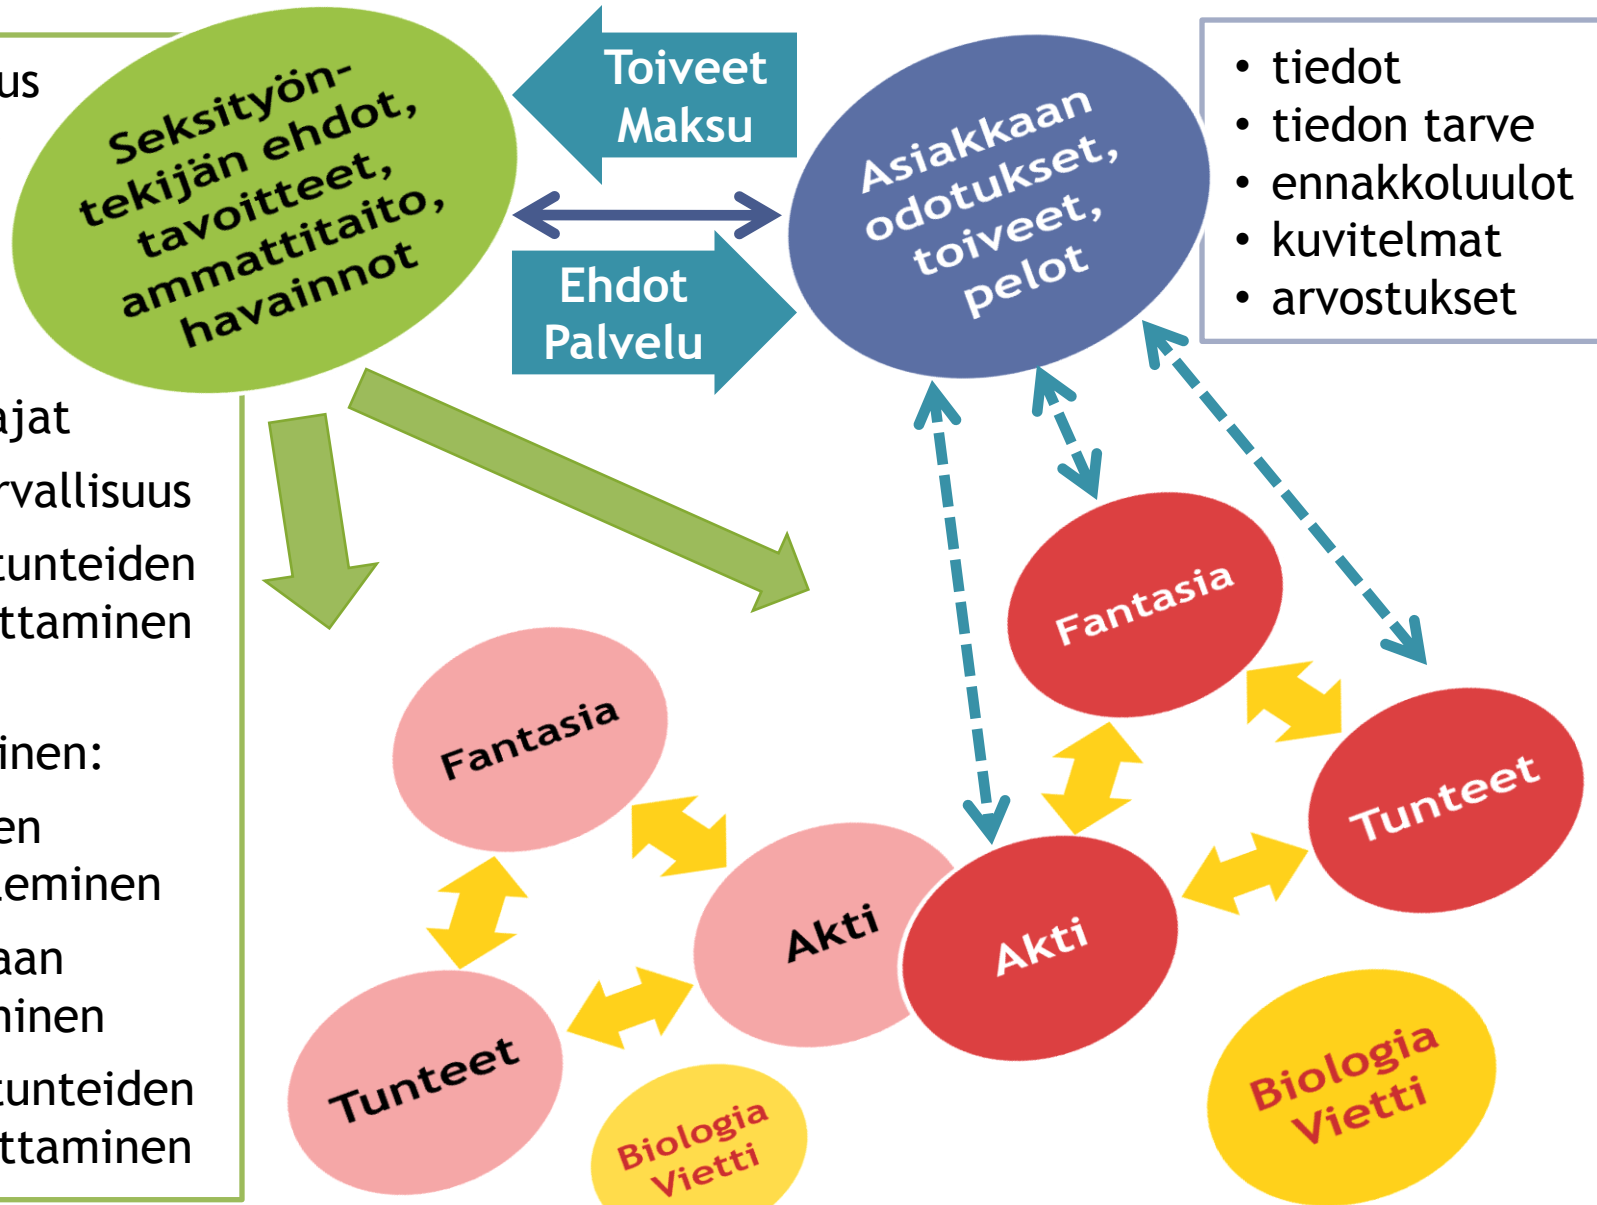 Seksityön-
tekijän ehdot,
tavoitteet,
ammattitaito,
havainnot
Toiveet
Maksu
Ehdot
Palvelu
Asiakkaan
odotukset,
toiveet,
pelot
• tiedot
• tiedon tarve
• ennakkoluulot
• kuvitelmat
• arvostukset
us
ajat
rvallisuus
tunteiden
ttaminen
inen:
en
eminen
aan
ninen
tunteiden
ttaminen
Fantasia
Akti
Tunteet
Biologia
Vietti
Fantasia
Tunteet
Akti
Biologia
Vietti